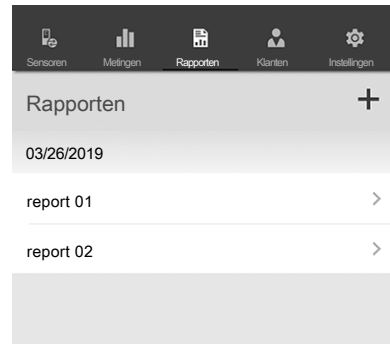 Sensoren Metingen Rapporten Klanten Instellingen
Rapporten
03/26/2019
report 01
report 02